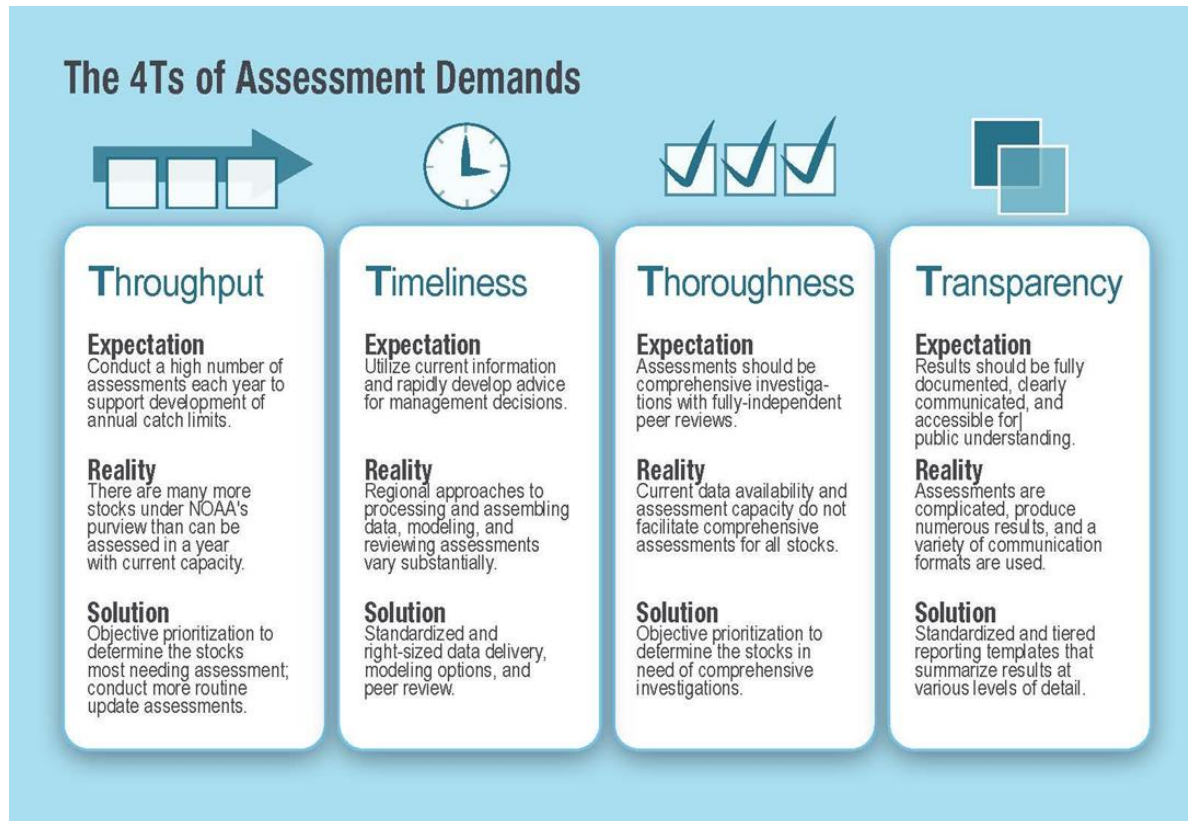 The 4Ts of Assessment Demands
Throughput
Expectation
Conduct a high number of
assessments each year to
support development of
annual catch limits.
Reality
There are many more
stocks under NOAA's
purview than can be
assessed in a year
with current capacity.
Solution
Objective prioritization to
determine the stocks
most needing assessment;
conduct more routine
update assessments.
Timeliness
Expectation
Utilize current information
and rapidly develop advice
for management decisions.
Reality
Regional approaches to
processing and assembling
data, modeling, and
reviewing assessments
vary substantially.
Solution
Standardized and
right-sized data delivery,
modeling options, and
peer review.
Thoroughness
Expectation
Assessments should be
comprehensive investiga-
tions with fully-independent
peer reviews.
Reality
Current data availability and
assessment capacity do not
facilitate comprehensive
assessments for all stocks.
Solution
Objective prioritization to
determine the stocks in
need of comprehensive
investigations.
Transparency
Expectation
Results should be fully
documented, clearly
communicated, and
accessible for|
public understanding.
Reality
Assessments are
complicated, produce
numerous results, and a
variety of communication
formats are used.
Solution
Standardized and tiered
reporting templates that
summarize results at
various levels of detail.